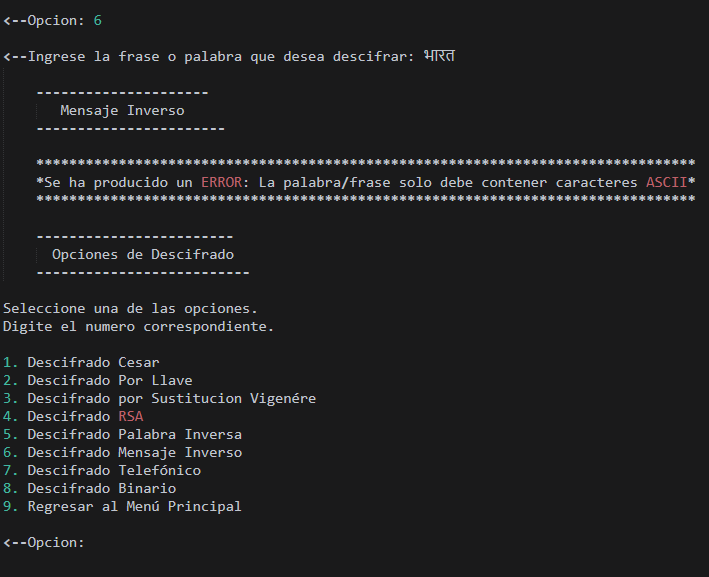 <--Opcion: 6
<--Ingrese la frase o palabra que desea descifrar: भारत
---------------------
Mensaje Inverso
-----------------------
********************************************************************************
*Se ha producido un ERROR: La palabra/frase solo debe contener caracteres ASCII*
********************************************************************************
------------------------
Opciones de Descifrado
--------------------------
Seleccione una de las opciones.
Digite el numero correspondiente.
1. Descifrado Cesar
2. Descifrado Por Llave
3. Descifrado por Sustitucion Vigenére
4. Descifrado RSA
5. Descifrado Palabra Inversa
6. Descifrado Mensaje Inverso
7. Descifrado Telefónico
8. Descifrado Binario
9. Regresar al Menú Principal
<--Opcion: